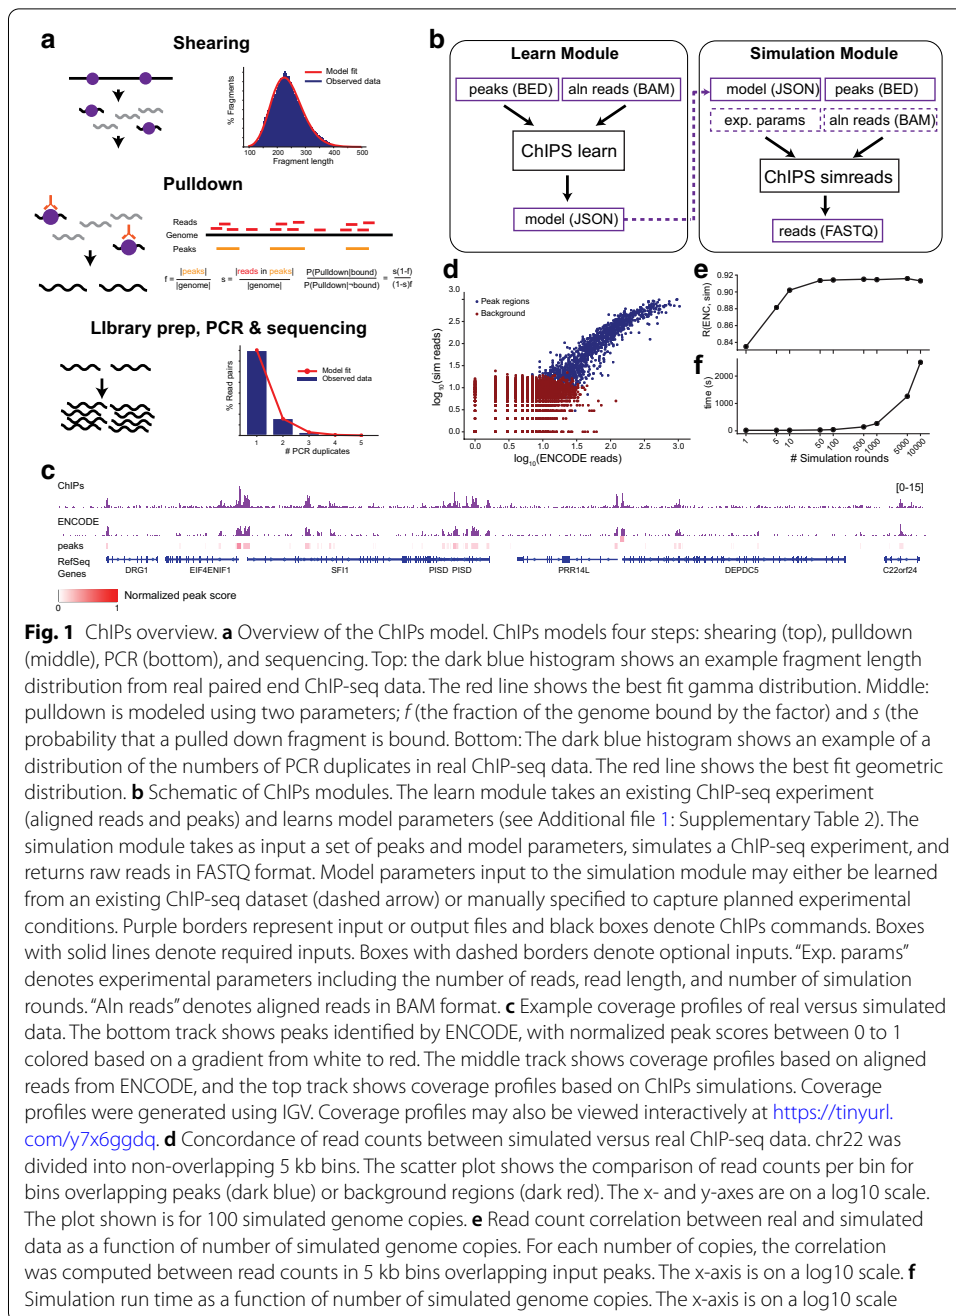 a
Shearing
Model fit
Observed data
% Fragments
100 200 300 400 500
Fragment length
Pulldown
Reads
Genome
Peaks
f = |peaks| / |genome|
s = |reads in peaks| / |genome|
P(Pulldown|bound) / P(Pulldown|¬bound) = s(1-f) / (1-s)f
LIbrary prep, PCR & sequencing
Model fit
Observed data
% Read pairs
1 2 3 4 5
# PCR duplicates
b
Learn Module
peaks (BED)
aln reads (BAM)
ChIPS learn
model (JSON)
Simulation Module
model (JSON)
peaks (BED)
exp. params
aln reads (BAM)
ChIPS simreads
reads (FASTQ)
d
Peak regions
Background
log10(sim reads)
3.0
2.5
2.0
1.5
1.0
0.5
0.0
0.0 0.5 1.0 1.5 2.0 2.5 3.0
log10(ENCODE reads)
e
R(ENC, sim)
0.92
0.90
0.88
0.86
0.84
f
time (s)
2000
1000
0
1 5 10 50 100 500 1000 5000 10000
# Simulation rounds
c
ChIPs
[0-15]
ENCODE
peaks
RefSeq
Genes
DRG1 EIF4ENIF1 SFI1 PISD PISD PRR14L DEPDC5 C22orf24
Normalized peak score
0 1
Fig. 1 ChIPs overview. a Overview of the ChIPs model. ChIPs models four steps: shearing (top), pulldown
(middle), PCR (bottom), and sequencing. Top: the dark blue histogram shows an example fragment length
distribution from real paired end ChIP-seq data. The red line shows the best fit gamma distribution. Middle:
pulldown is modeled using two parameters; f (the fraction of the genome bound by the factor) and s (the
probability that a pulled down fragment is bound. Bottom: The dark blue histogram shows an example of a
distribution of the numbers of PCR duplicates in real ChIP-seq data. The red line shows the best fit geometric
distribution. b Schematic of ChIPs modules. The learn module takes an existing ChIP-seq experiment
(aligned reads and peaks) and learns model parameters (see Additional file 1: Supplementary Table 2). The
simulation module takes as input a set of peaks and model parameters, simulates a ChIP-seq experiment, and
returns raw reads in FASTQ format. Model parameters input to the simulation module may either be learned
from an existing ChIP-seq dataset (dashed arrow) or manually specified to capture planned experimental
conditions. Purple borders represent input or output files and black boxes denote ChIPs commands. Boxes
with solid lines denote required inputs. Boxes with dashed borders denote optional inputs. “Exp. params”
denotes experimental parameters including the number of reads, read length, and number of simulation
rounds. “Aln reads” denotes aligned reads in BAM format. c Example coverage profiles of real versus simulated
data. The bottom track shows peaks identified by ENCODE, with normalized peak scores between 0 to 1
colored based on a gradient from white to red. The middle track shows coverage profiles based on aligned
reads from ENCODE, and the top track shows coverage profiles based on ChIPs simulations. Coverage
profiles were generated using IGV. Coverage profiles may also be viewed interactively at https://tinyurl.
com/y7x6ggdq. d Concordance of read counts between simulated versus real ChIP-seq data. chr22 was
divided into non-overlapping 5 kb bins. The scatter plot shows the comparison of read counts per bin for
bins overlapping peaks (dark blue) or background regions (dark red). The x- and y-axes are on a log10 scale.
The plot shown is for 100 simulated genome copies. e Read count correlation between real and simulated
data as a function of number of simulated genome copies. For each number of copies, the correlation
was computed between read counts in 5 kb bins overlapping input peaks. The x-axis is on a log10 scale. f
Simulation run time as a function of number of simulated genome copies. The x-axis is on a log10 scale